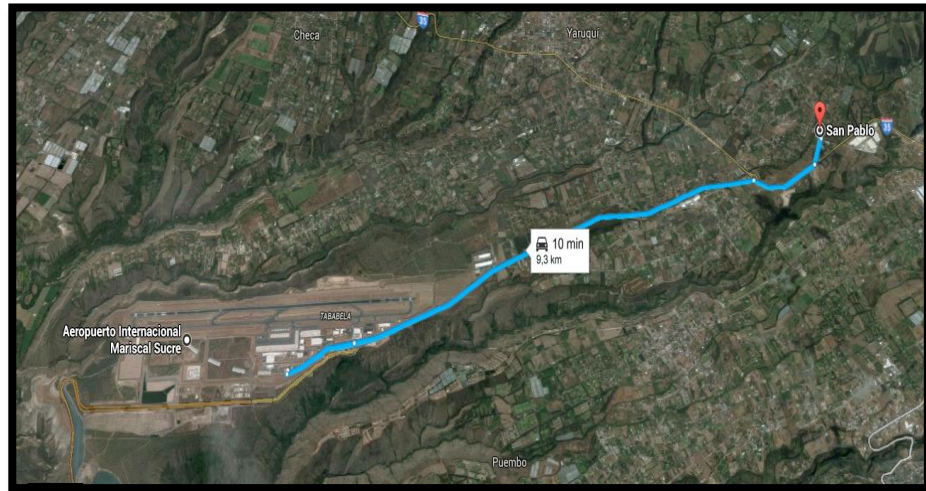 Checa
35
Yaruqui
San Pablo
35
10 min
9,3 km
TABABELA
Aeropuerto Internacional
Mariscal Sucre
Puembo